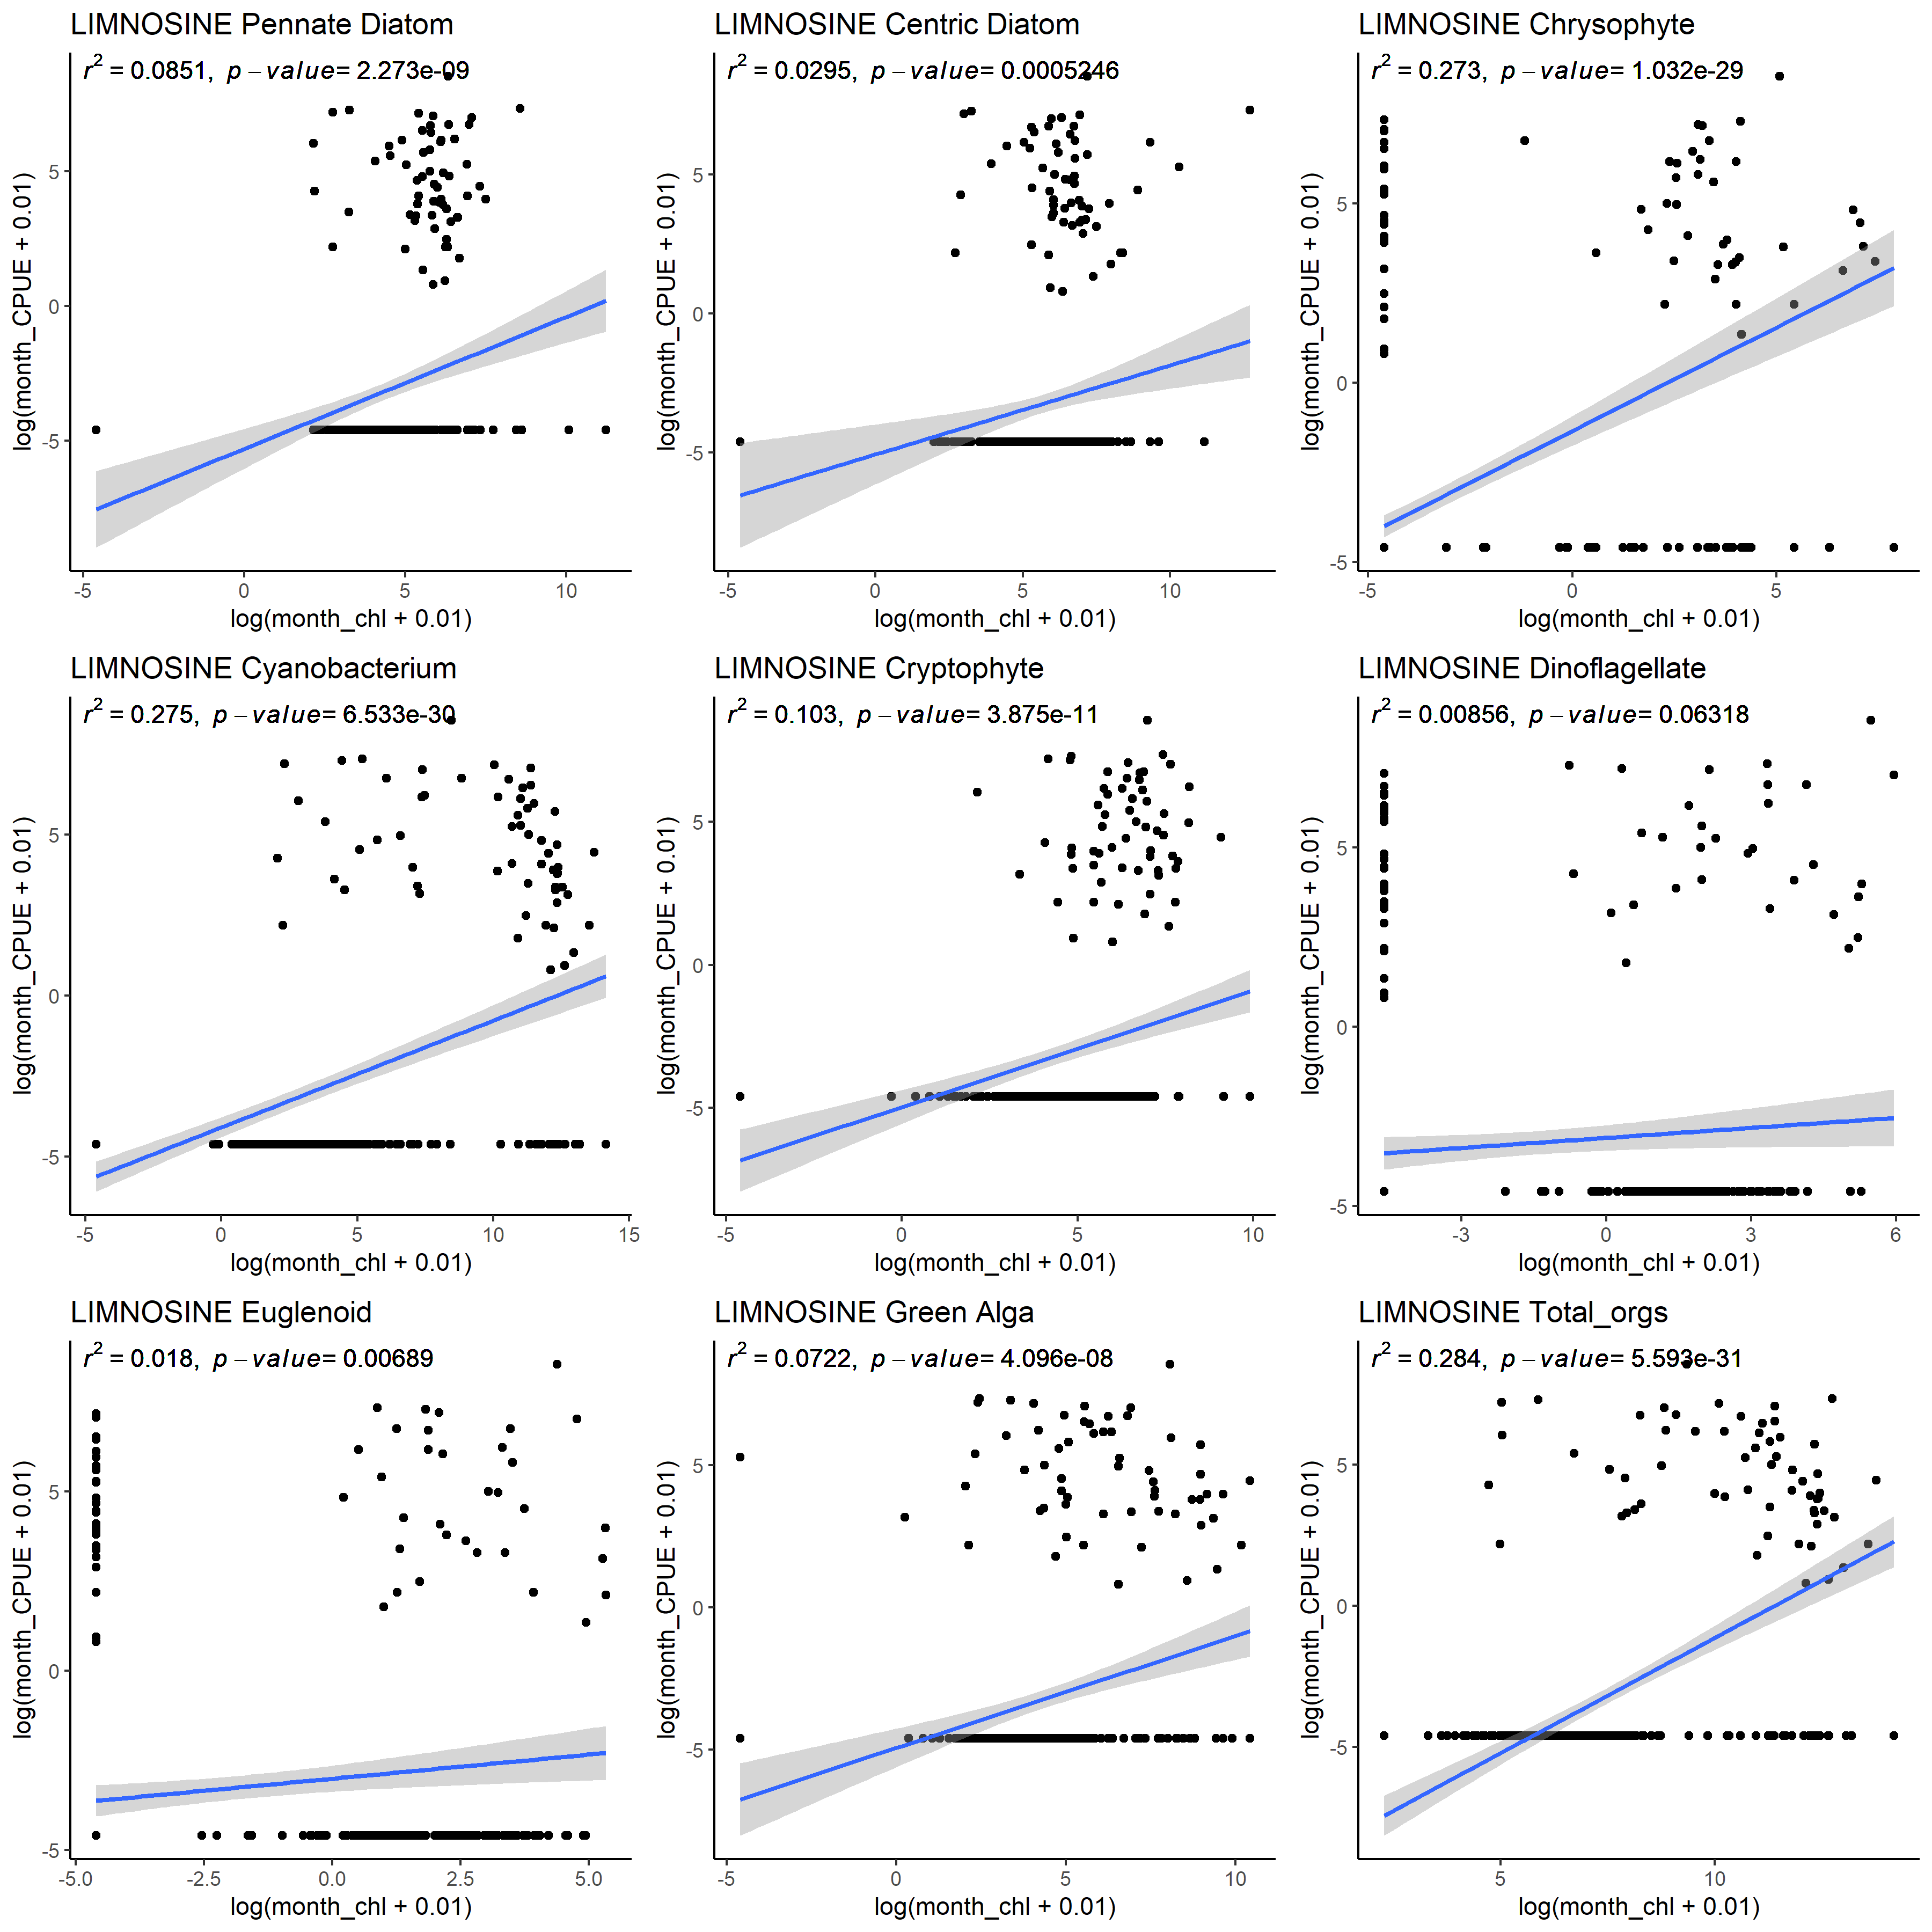 LIMNOSINE Pennate Diatom
r² = 0.0851, p−value= 2.273e-09
log(month_CPUE + 0.01)
5
0
-5
-5 0 5 10
log(month_chl + 0.01)
LIMNOSINE Centric Diatom
r² = 0.0295, p−value= 0.0005246
log(month_CPUE + 0.01)
5
0
-5
-5 0 5 10
log(month_chl + 0.01)
LIMNOSINE Chrysophyte
r² = 0.273, p−value= 1.032e-29
log(month_CPUE + 0.01)
5
0
-5
-5 0 5
log(month_chl + 0.01)
LIMNOSINE Cyanobacterium
r² = 0.275, p−value= 6.533e-30
log(month_CPUE + 0.01)
5
0
-5
-5 0 5 10 15
log(month_chl + 0.01)
LIMNOSINE Cryptophyte
r² = 0.103, p−value= 3.875e-11
log(month_CPUE + 0.01)
5
0
-5
-5 0 5 10
log(month_chl + 0.01)
LIMNOSINE Dinoflagellate
r² = 0.00856, p−value= 0.06318
log(month_CPUE + 0.01)
5
0
-5
-3 0 3 6
log(month_chl + 0.01)
LIMNOSINE Euglenoid
r² = 0.018, p−value= 0.00689
log(month_CPUE + 0.01)
5
0
-5
-5.0 -2.5 0.0 2.5 5.0
log(month_chl + 0.01)
LIMNOSINE Green Alga
r² = 0.0722, p−value= 4.096e-08
log(month_CPUE + 0.01)
5
0
-5
-5 0 5 10
log(month_chl + 0.01)
LIMNOSINE Total_orgs
r² = 0.284, p−value= 5.593e-31
log(month_CPUE + 0.01)
5
0
-5
5 10
log(month_chl + 0.01)